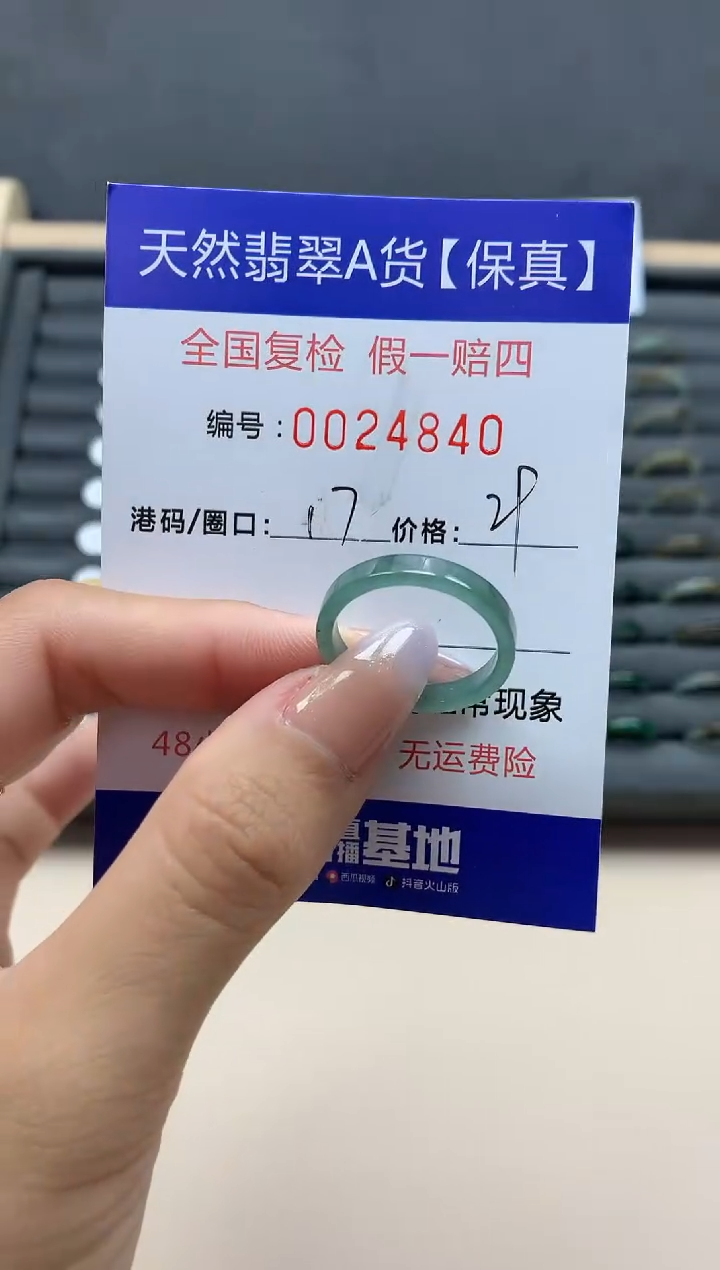 天然翡翠A货【保真】
全国复检 假一赔四
编号:0024840
港码/圈口: 17 价格: 29
现象
48 无运费险
基地
西瓜视频 抖音火山版